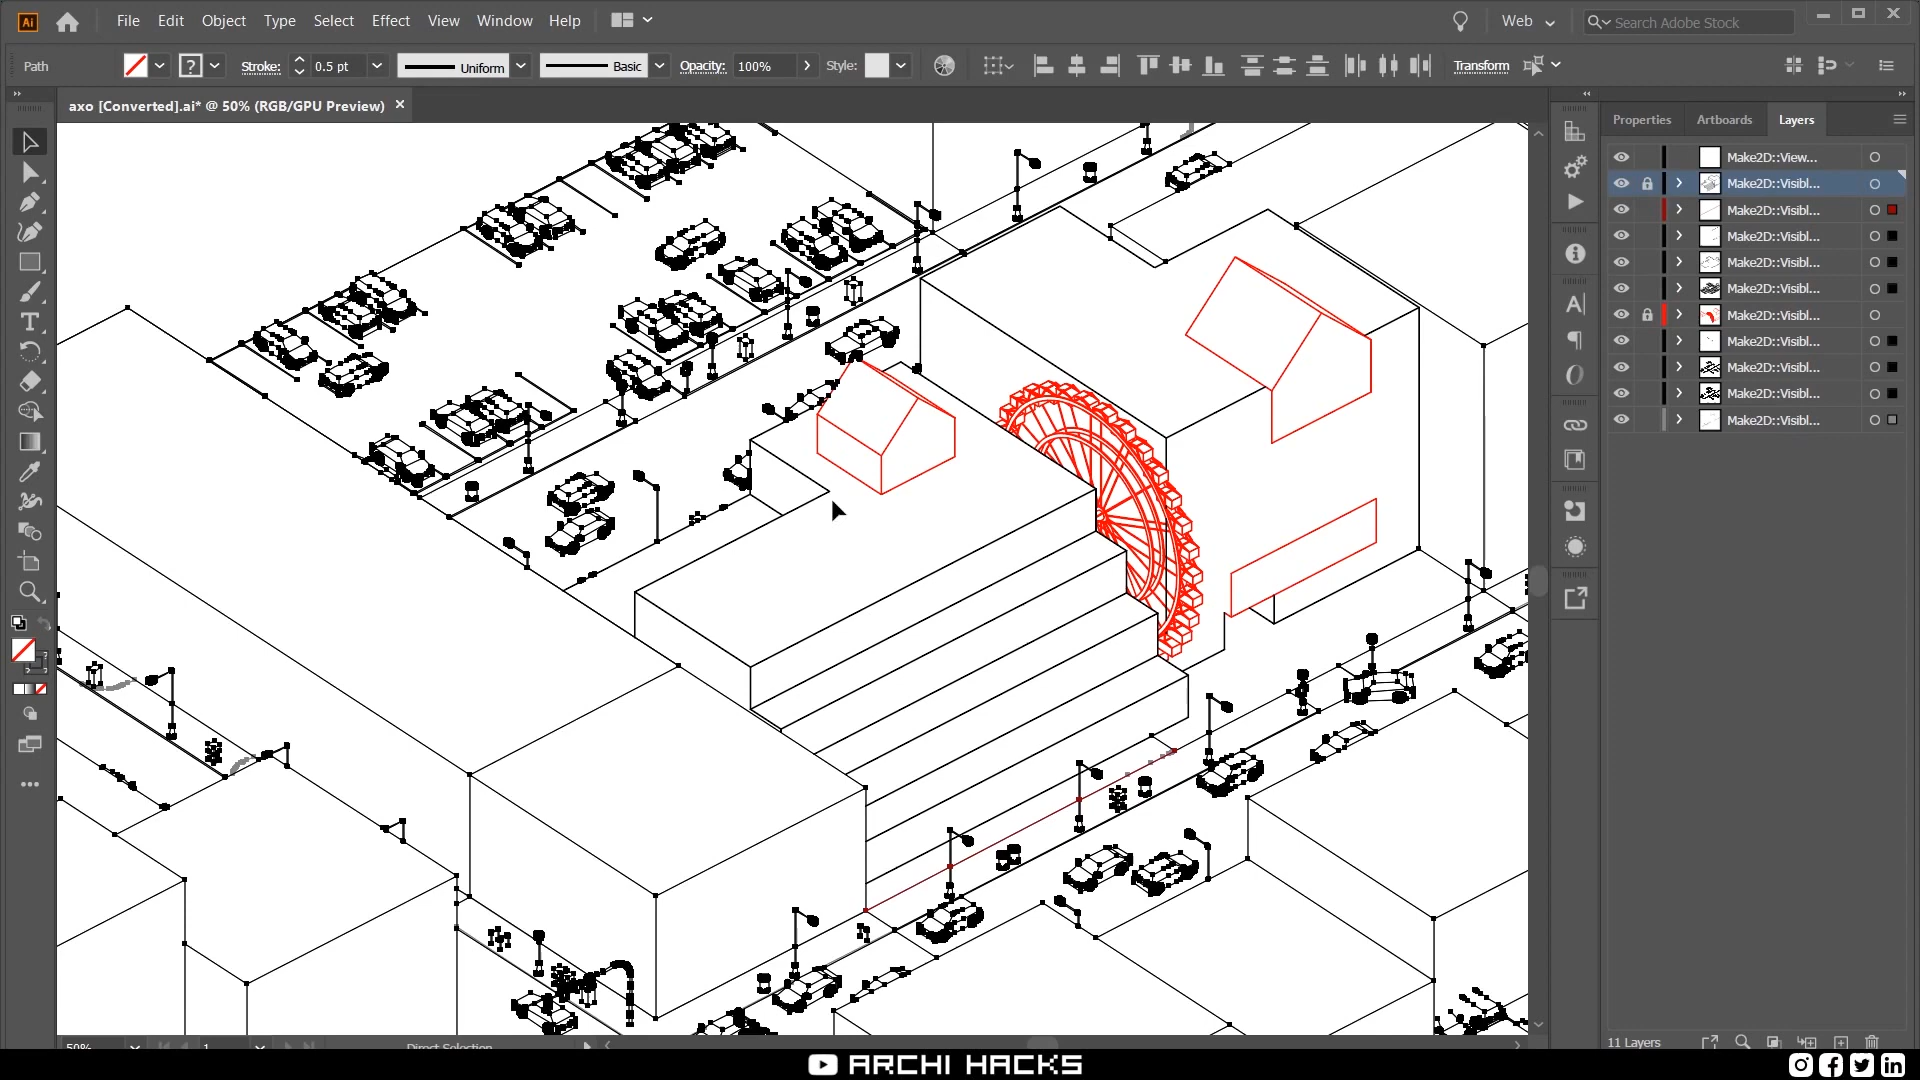 Ai File Edit Object Type Select Effect View Window Help Web Search Adobe Stock
Path ? Stroke: 0.5 pt Uniform Basic Opacity: 100% Style: Transform
axo [Converted].ai* @ 50% (RGB/GPU Preview)
Properties Artboards Layers
Make2D::View...
Make2D::Visibl...
Make2D::Visibl...
Make2D::Visibl...
Make2D::Visibl...
Make2D::Visibl...
Make2D::Visibl...
Make2D::Visibl...
Make2D::Visibl...
Make2D::Visibl...
Make2D::Visibl...
50% 1 Direct Selection
11 Layers
ARCHI HACKS